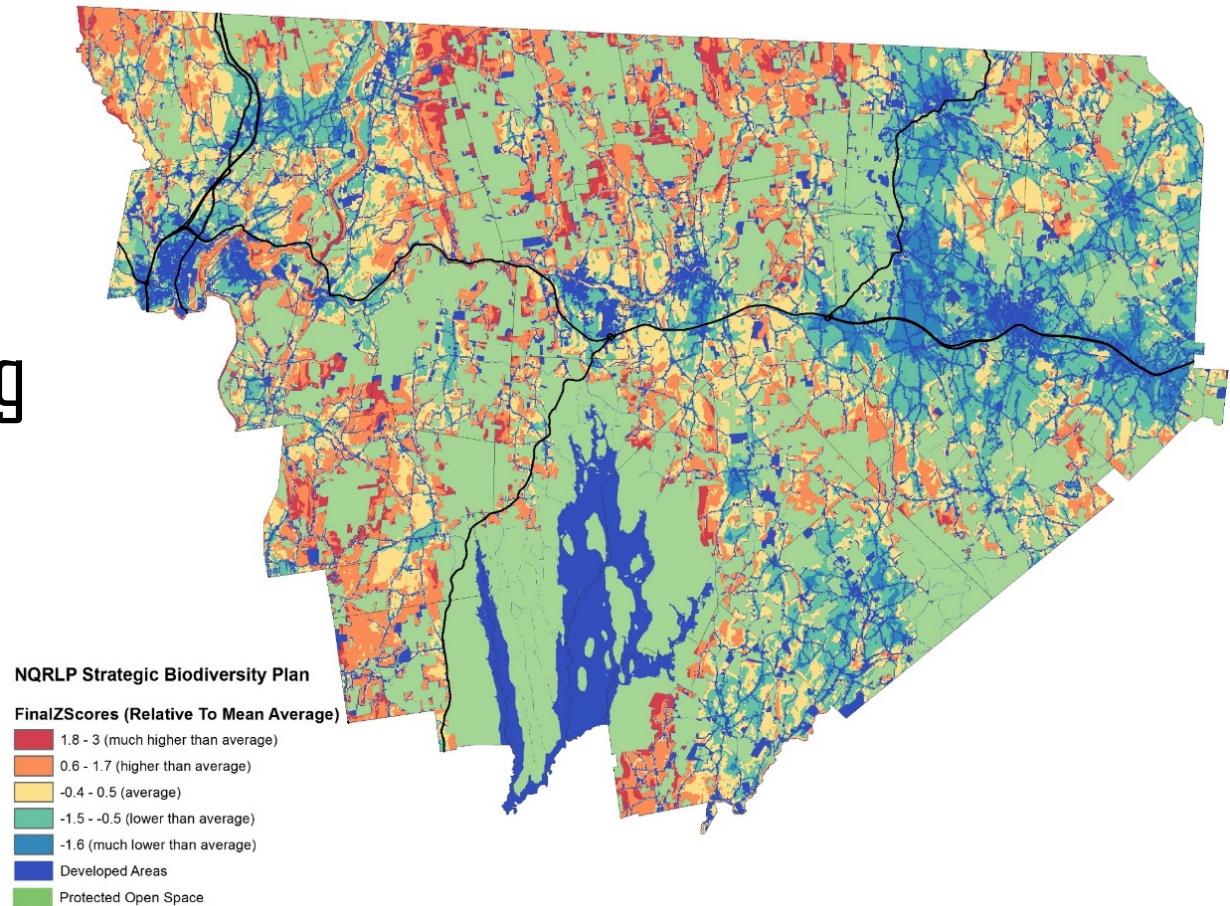 g
NQRLP Strategic Biodiversity Plan
FinalZScores (Relative To Mean Average)
1.8 - 3 (much higher than average)
0.6 - 1.7 (higher than average)
-0.4 - 0.5 (average)
-1.5 - -0.5 (lower than average)
-1.6 (much lower than average)
Developed Areas
Protected Open Space